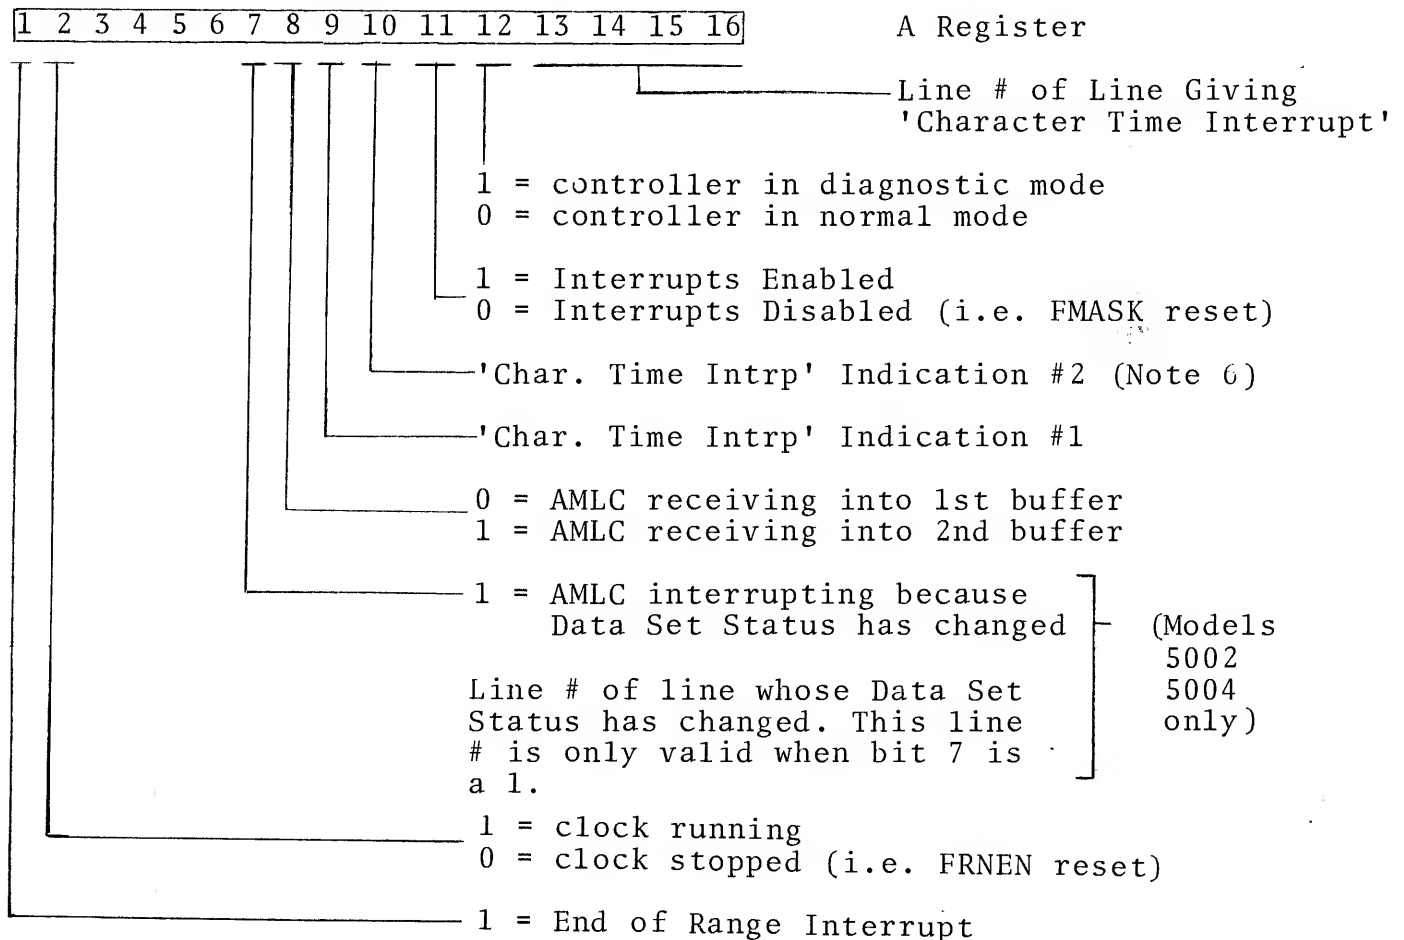 1 2 3 4 5 6 7 8 9 10 11 12 13 14 15 16 A Register
Line # of Line Giving
'Character Time Interrupt'
1 = controller in diagnostic mode
0 = controller in normal mode
1 = Interrupts Enabled
0 = Interrupts Disabled (i.e. FMASK reset)
'Char. Time Intrp' Indication #2 (Note 6)
'Char. Time Intrp' Indication #1
0 = AMLC receiving into 1st buffer
1 = AMLC receiving into 2nd buffer
1 = AMLC interrupting because
Data Set Status has changed
(Models
5002
5004
only)
Line # of line whose Data Set
Status has changed. This line
# is only valid when bit 7 is
a 1.
1 = clock running
0 = clock stopped (i.e. FRNEN reset)
1 = End of Range Interrupt